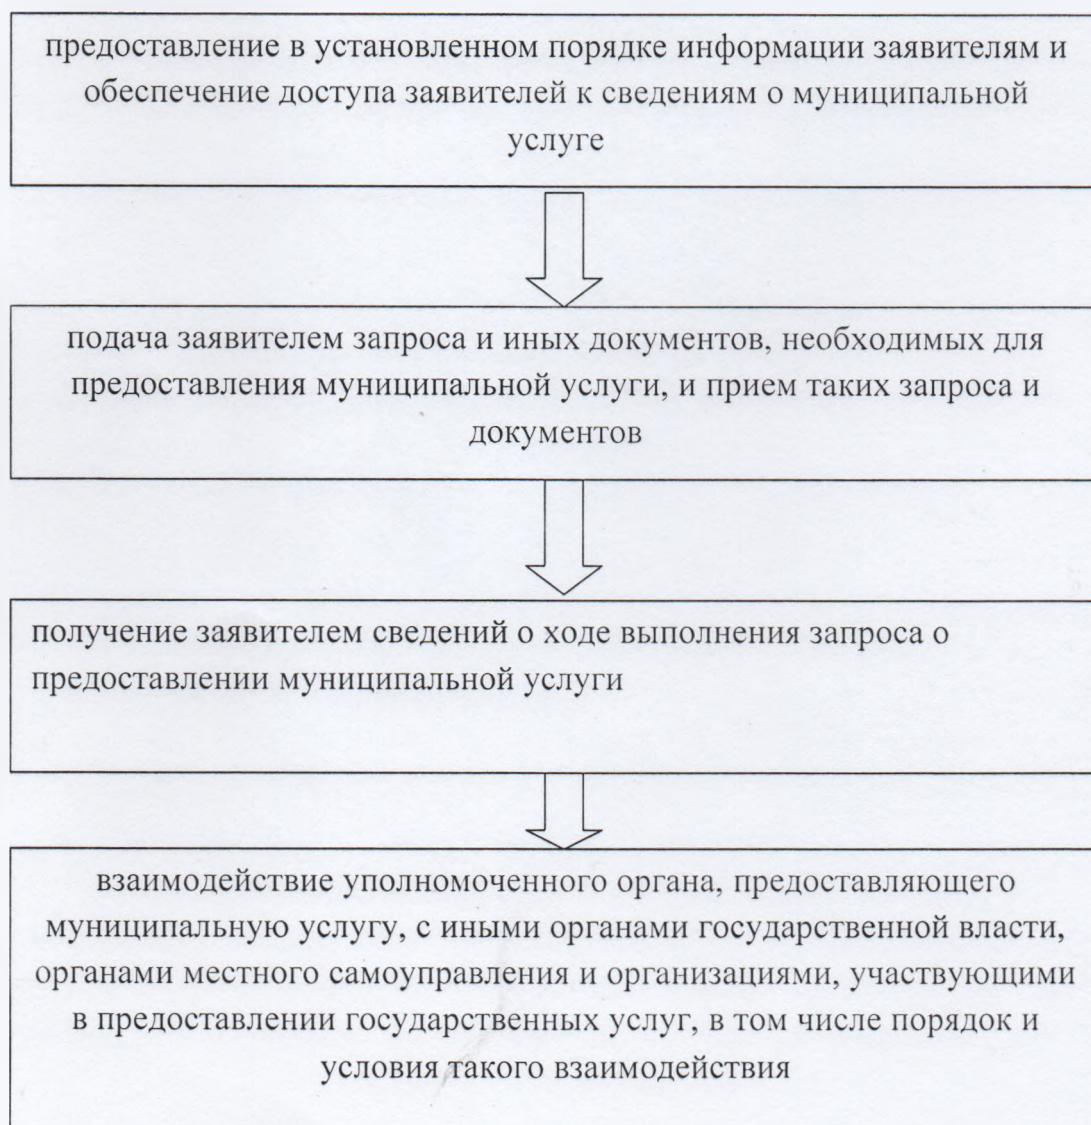 предоставление в установленном порядке информации заявителям и
обеспечение доступа заявителей к сведениям о муниципальной
услуге
подача заявителем запроса и иных документов, необходимых для
предоставления муниципальной услуги, и прием таких запроса и
документов
получение заявителем сведений о ходе выполнения запроса о
предоставлении муниципальной услуги
взаимодействие уполномоченного органа, предоставляющего
муниципальную услугу, с иными органами государственной власти,
органами местного самоуправления и организациями, участвующими
в предоставлении государственных услуг, в том числе порядок и
условия такого взаимодействия